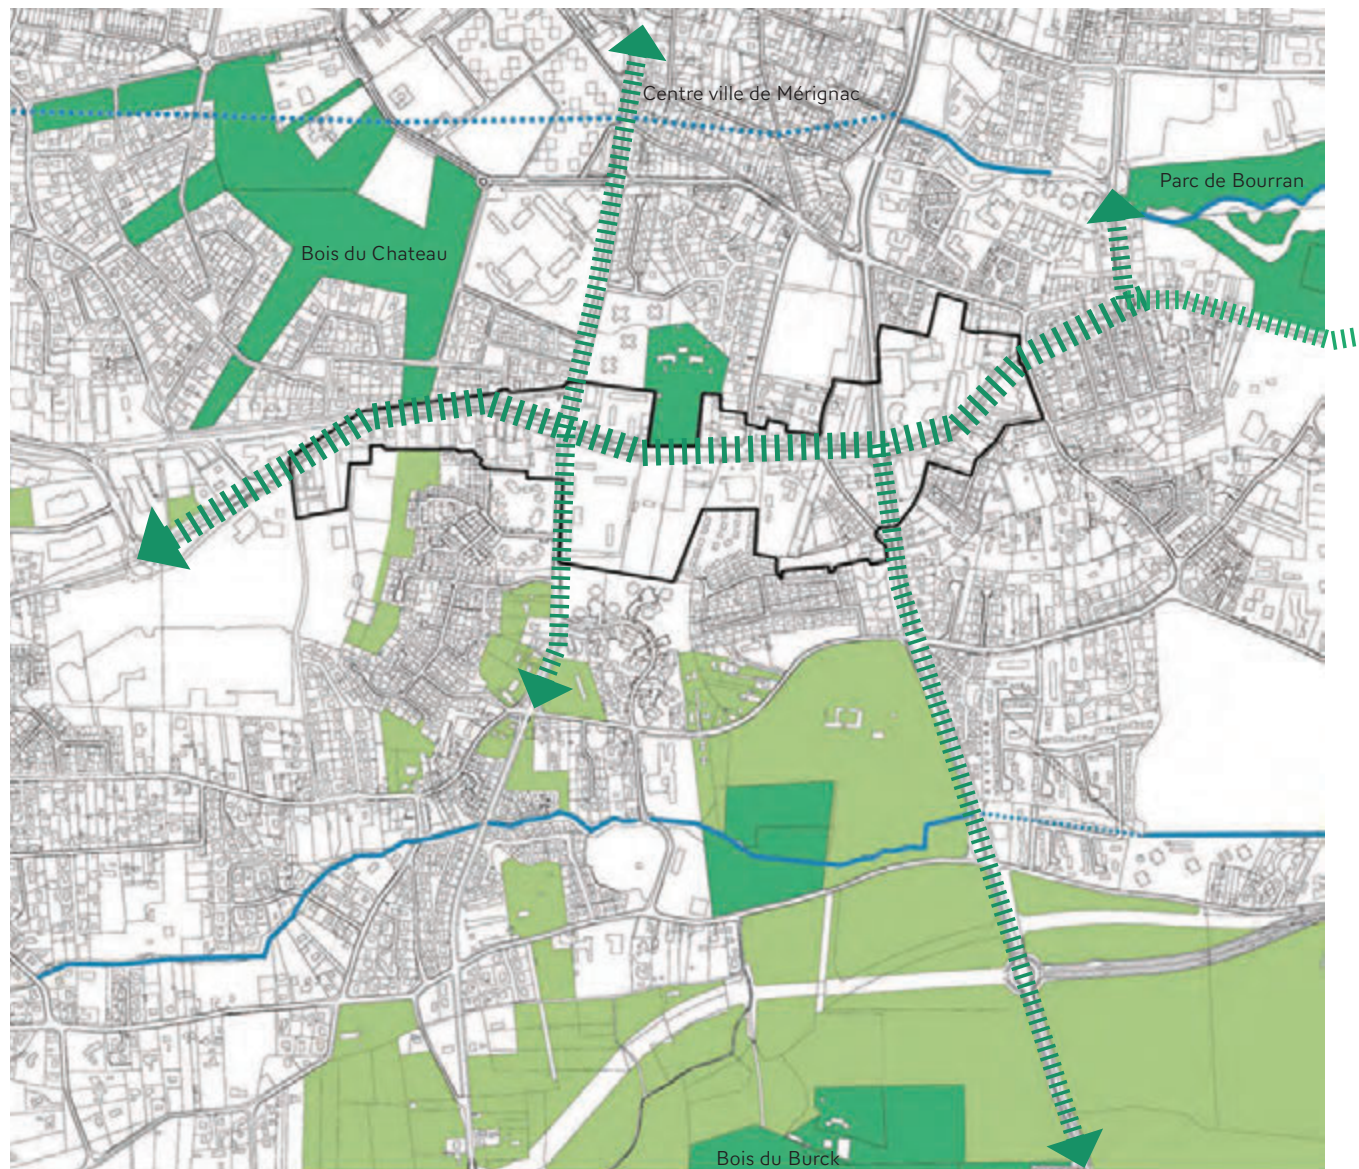 Centre ville de Mérignac
Parc de Bourran
Bois du Chateau
Bois du Burck